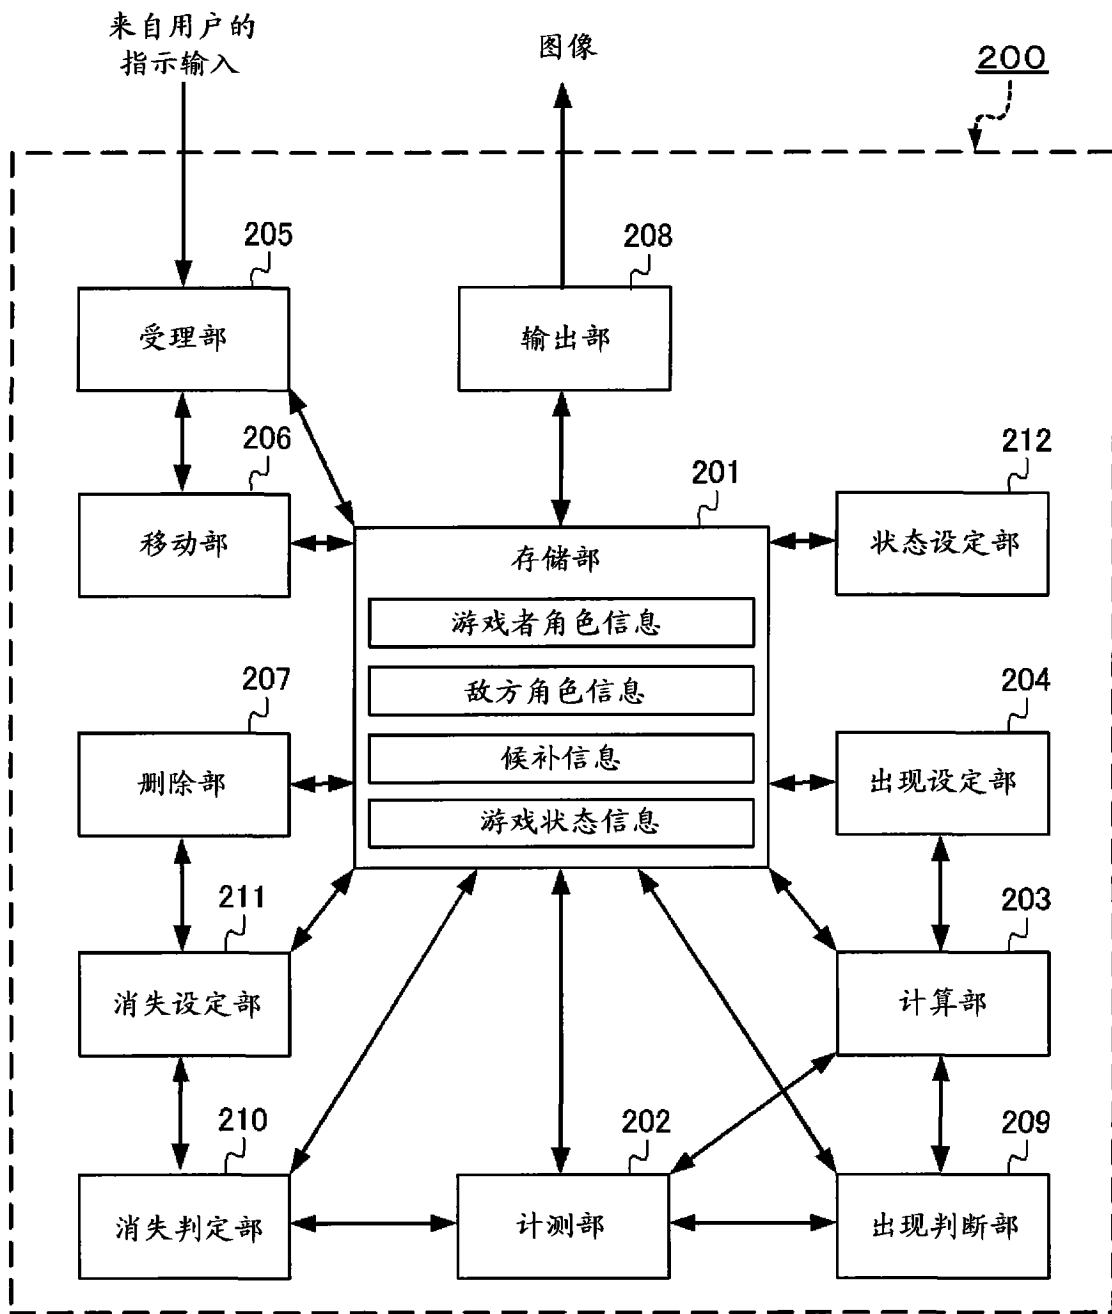 来自用户的
指示输入
图像
200
205
受理部
208
输出部
206
移动部
201
存储部
游戏者角色信息
敌方角色信息
候补信息
游戏状态信息
212
状态设定部
207
删除部
204
出现设定部
211
消失设定部
203
计算部
210
消失判定部
202
计测部
209
出现判断部